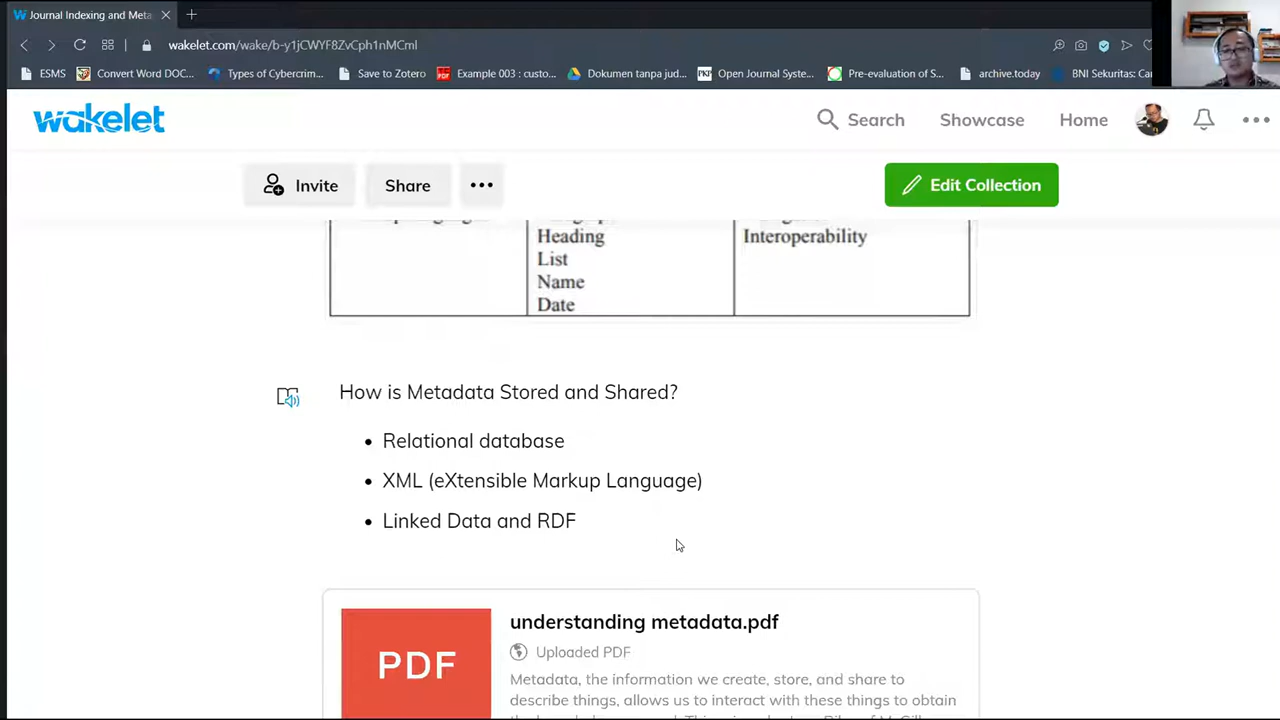 Journal Indexing and Meta
wakelet.com/wake/b-y1jCWYF8ZvCph1nMCml
ESMS Convert Word DOC... Types of Cybercrim... Save to Zotero Example 003 : custo... Dokumen tanpa jud... Open Journal Syste... Pre-evaluation of S... archive.today BNI Sekuritas: Car
wakelet Search Showcase Home
Invite Share Edit Collection
Heading Interoperability
List
Name
Date
How is Metadata Stored and Shared?
• Relational database
• XML (eXtensible Markup Language)
• Linked Data and RDF
understanding metadata.pdf
Uploaded PDF
PDF
Metadata, the information we create, store, and share to
describe things, allows us to interact with these things to obtain